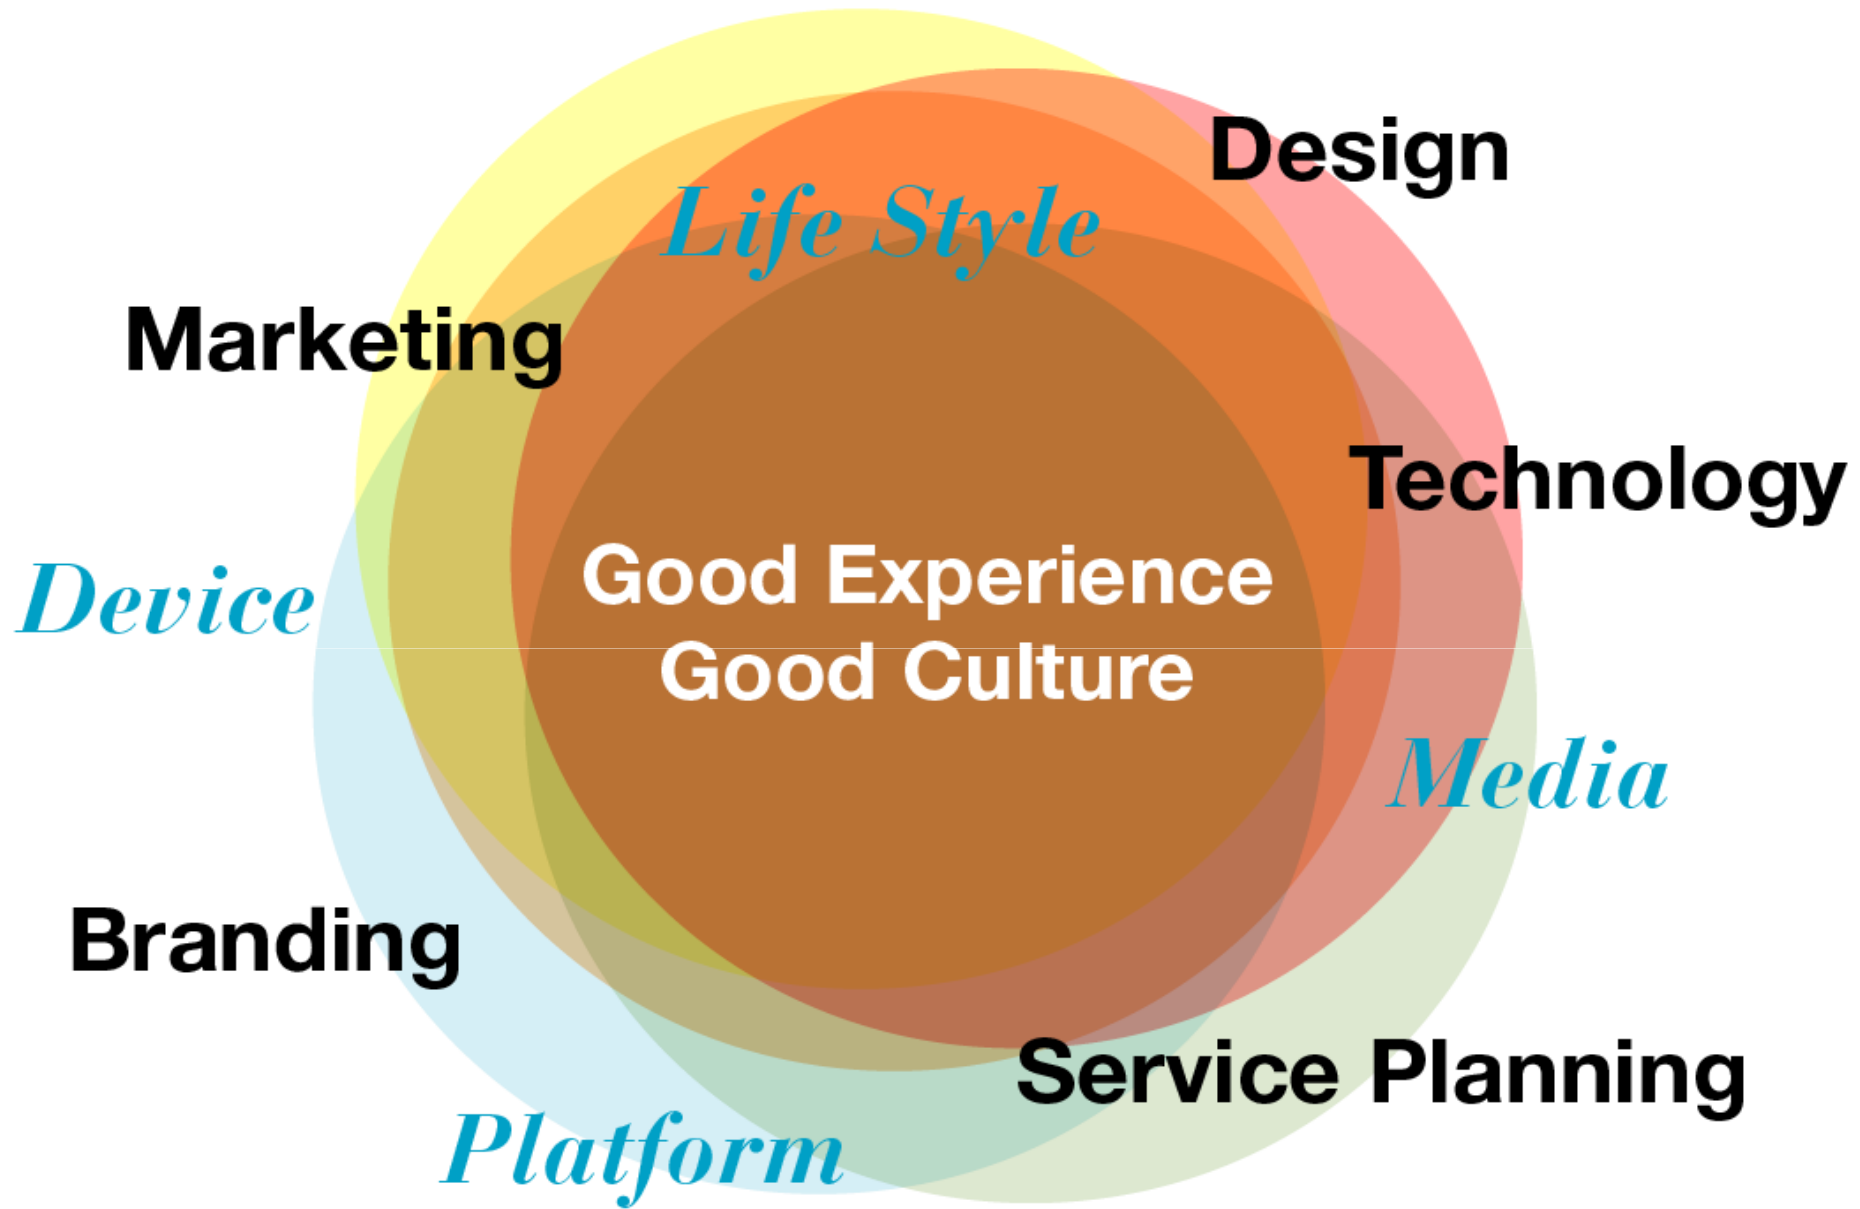 Design
Life Style
Marketing
Technology
Good Experience
Good Culture
Device
Media
Branding
Service Planning
Platform